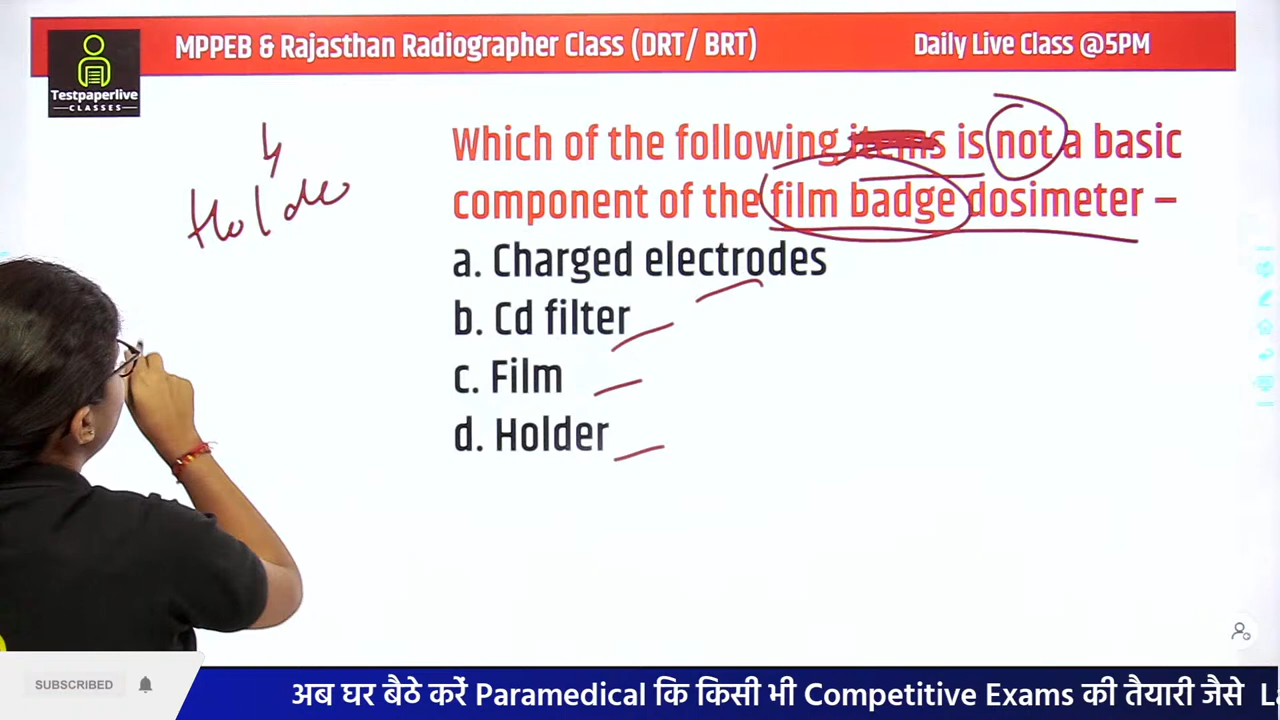 MPPEB & Rajasthan Radiographer Class (DRT/ BRT)
Daily Live Class @5PM
Testpaperlive
CLASSES
Which of the following items is not a basic
component of the film badge dosimeter –
a. Charged electrodes
b. Cd filter
c. Film
d. Holder
Holder
SUBSCRIBED
अब घर बैठे करें Paramedical कि किसी भी Competitive Exams की तैयारी जैसे La